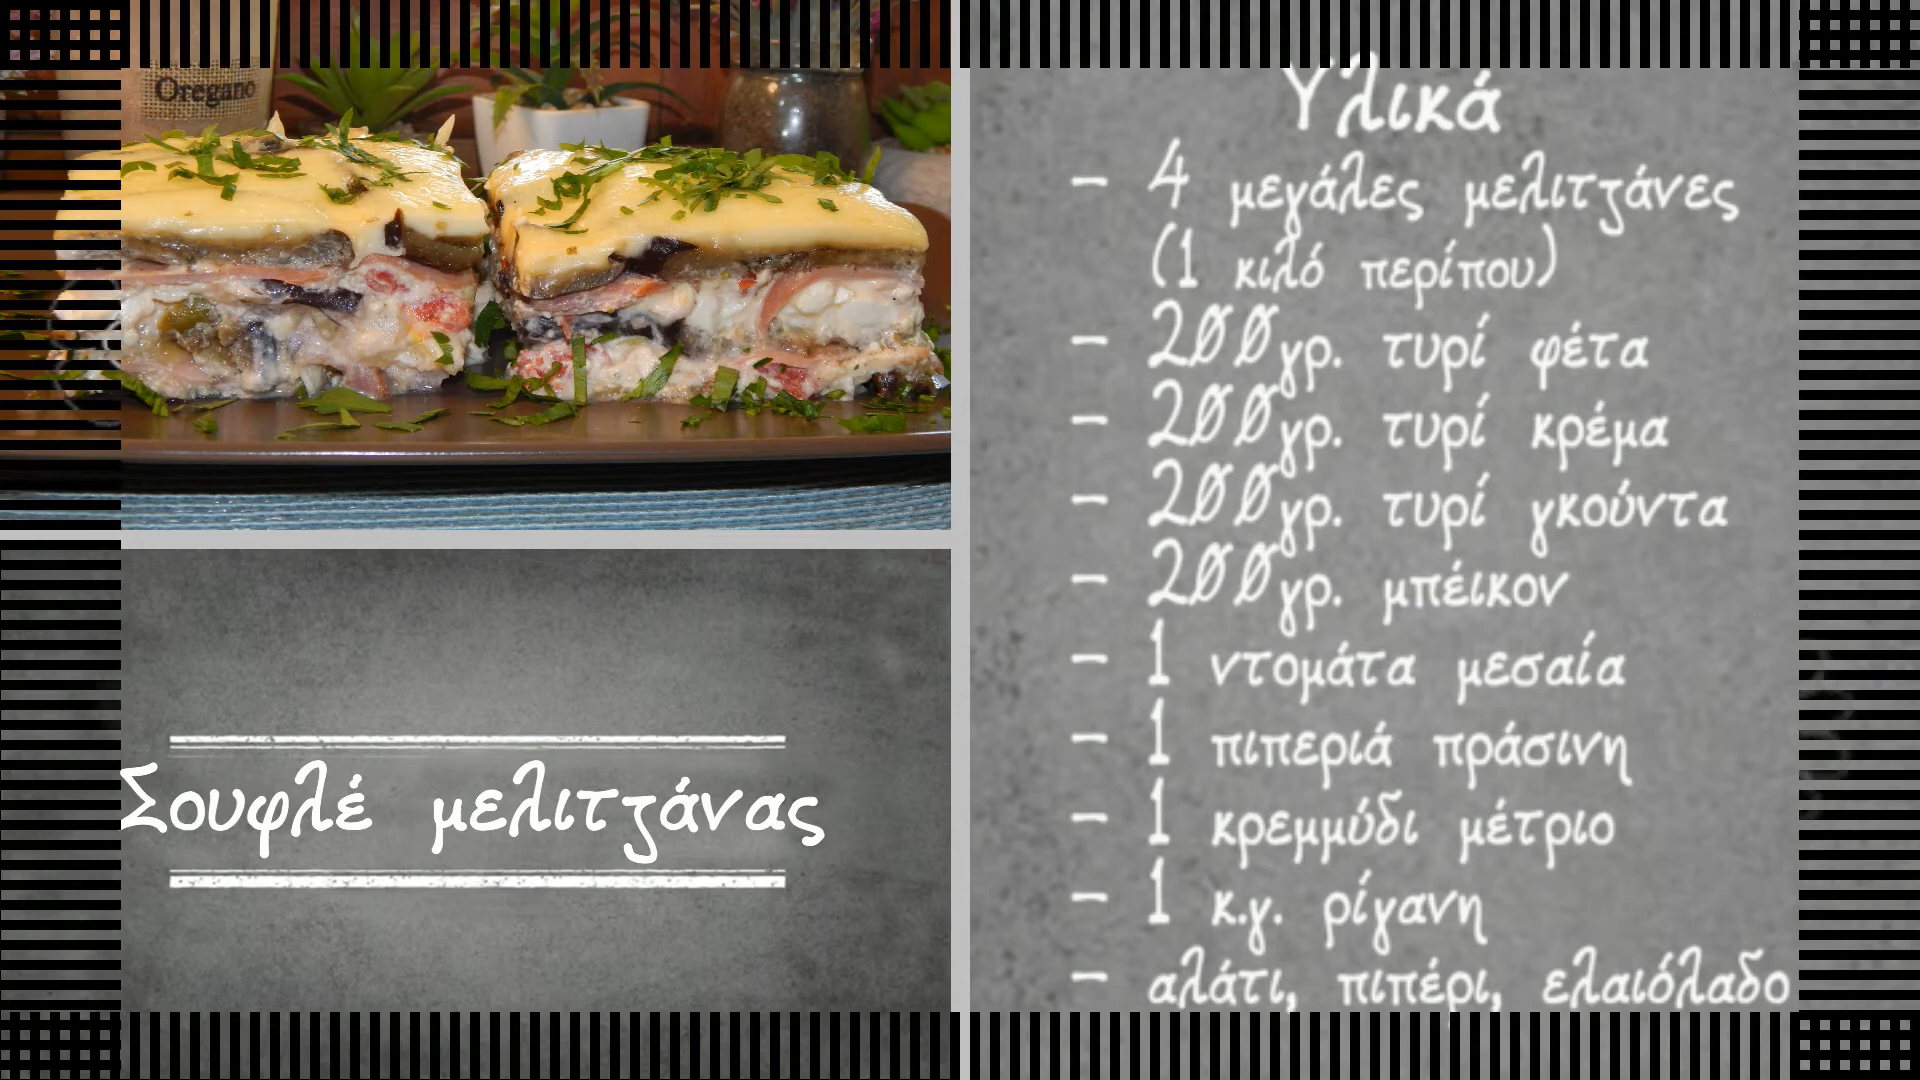 Oregano
Σουφλέ μελιτζάνας
Υλικά
- 4 μεγάλες μελιτζάνες
(1 κιλό περίπου)
- 200γρ. τυρί φέτα
- 200γρ. τυρί κρέμα
- 200γρ. τυρί γκούντα
- 200γρ. μπέικον
- 1 ντομάτα μεσαία
- 1 πιπεριά πράσινη
- 1 κρεμμύδι μέτριο
- 1 κ.γ. ρίγανη
- αλάτι, πιπέρι, ελαιόλαδο